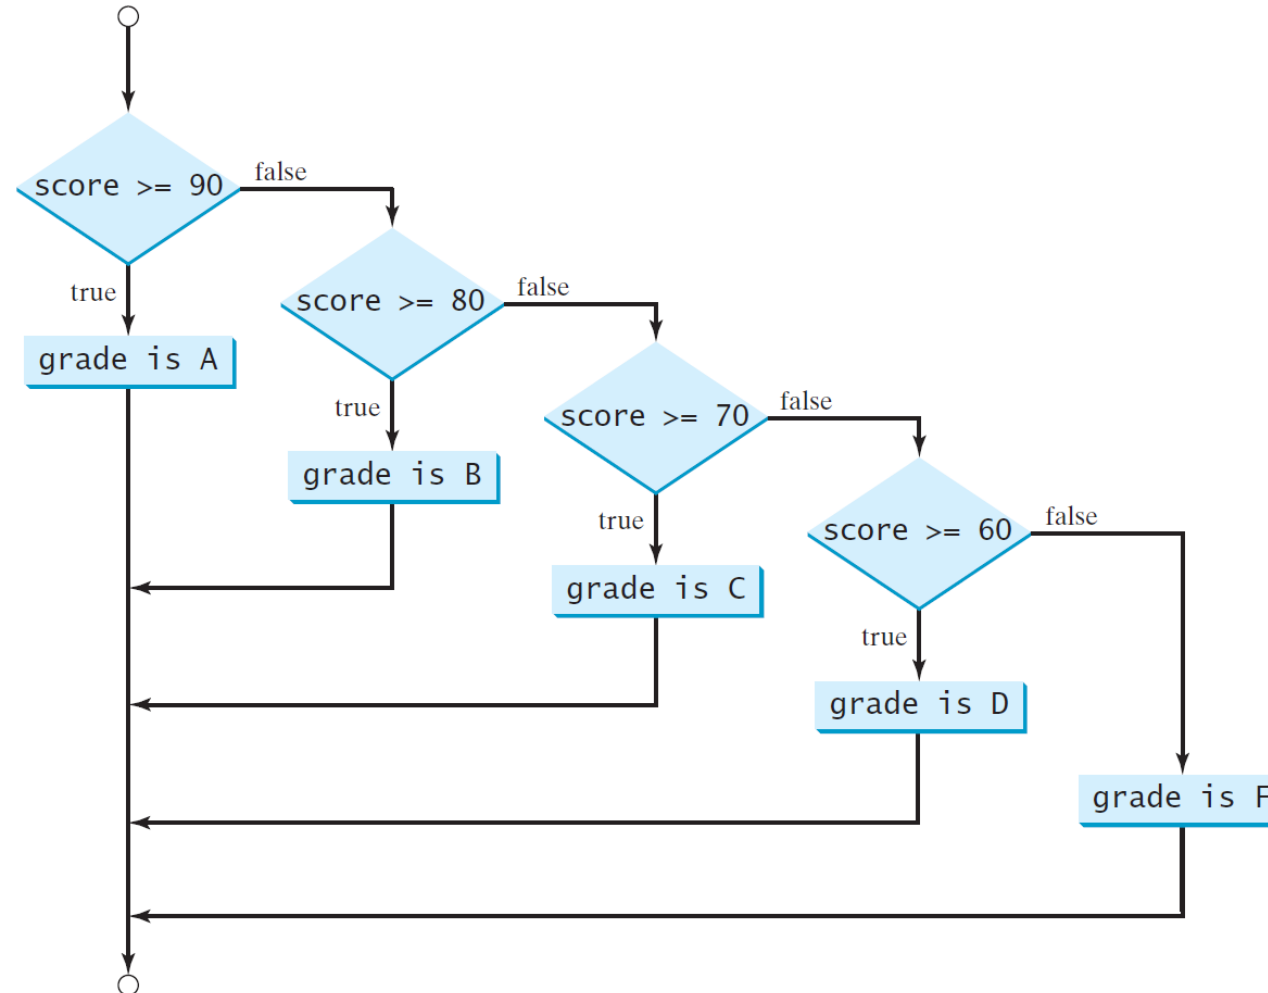 false
score >= 90
true
false
score >= 80
grade is A
true
false
score >= 70
grade is B
true
false
score >= 60
grade is C
true
grade is D
grade is F